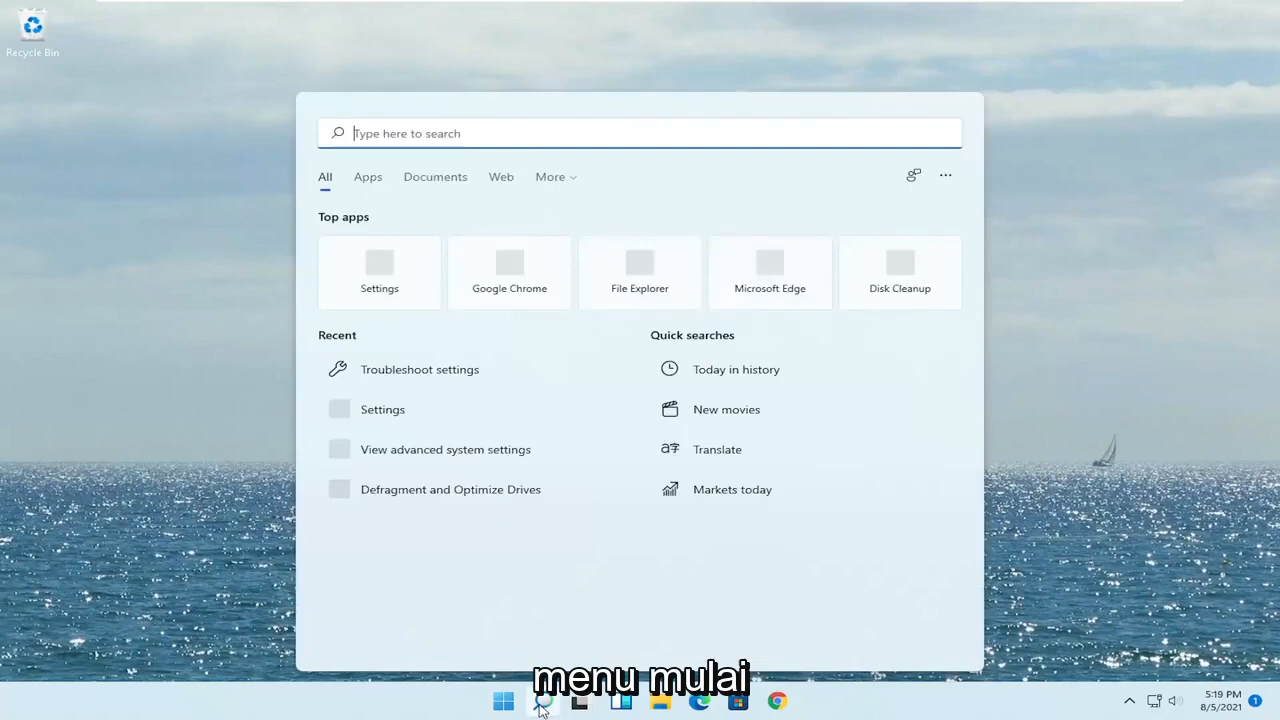 Recycle Bin
Type here to search
All Apps Documents Web More
Top apps
Settings Google Chrome File Explorer Microsoft Edge Disk Cleanup
Recent Quick searches
Troubleshoot settings Today in history
Settings New movies
View advanced system settings Translate
Defragment and Optimize Drives Markets today
menu mulai
5:19 PM
8/5/2021 1